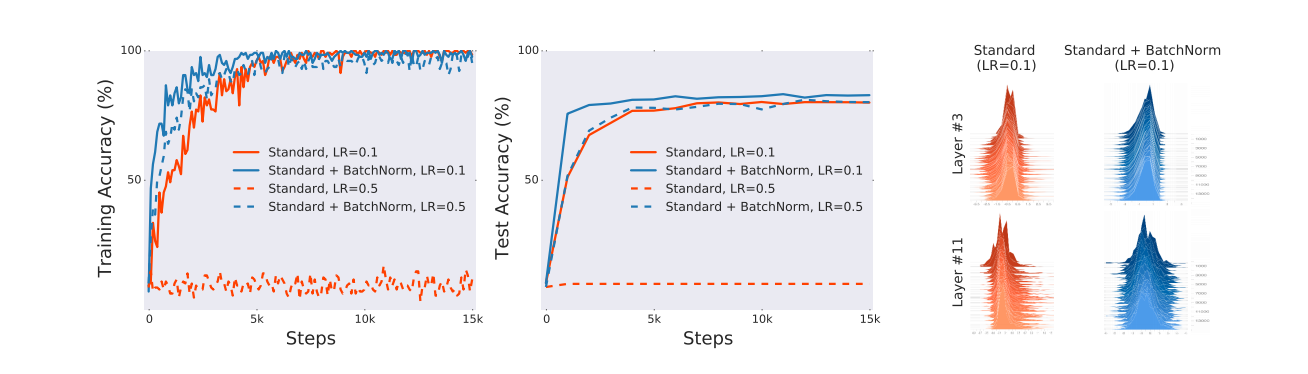 100
50
Training Accuracy (%)
Standard, LR=0.1
Standard + BatchNorm, LR=0.1
Standard, LR=0.5
Standard + BatchNorm, LR=0.5
0 5k 10k 15k
Steps
100
50
Test Accuracy (%)
Standard, LR=0.1
Standard + BatchNorm, LR=0.1
Standard, LR=0.5
Standard + BatchNorm, LR=0.5
0 5k 10k 15k
Steps
Standard
(LR=0.1)
Standard + BatchNorm
(LR=0.1)
Layer #3
Layer #11